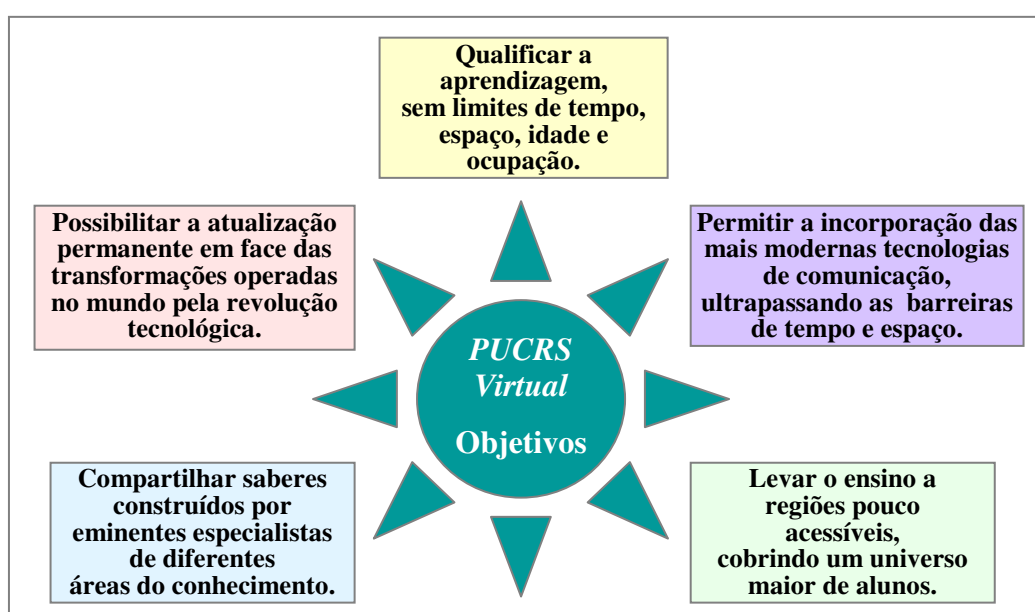 Qualificar a
aprendizagem,
sem limites de tempo,
espaço, idade e
ocupação.
Possibilitar a atualização
permanente em face das
transformações operadas
no mundo pela revolução
tecnológica.
Permitir a incorporação das
mais modernas tecnologias
de comunicação,
ultrapassando as barreiras
de tempo e espaço.
PUCRS
Virtual
Objetivos
Compartilhar saberes
construídos por
eminentes especialistas
de diferentes
áreas do conhecimento.
Levar o ensino a
regiões pouco
acessíveis,
cobrindo um universo
maior de alunos.